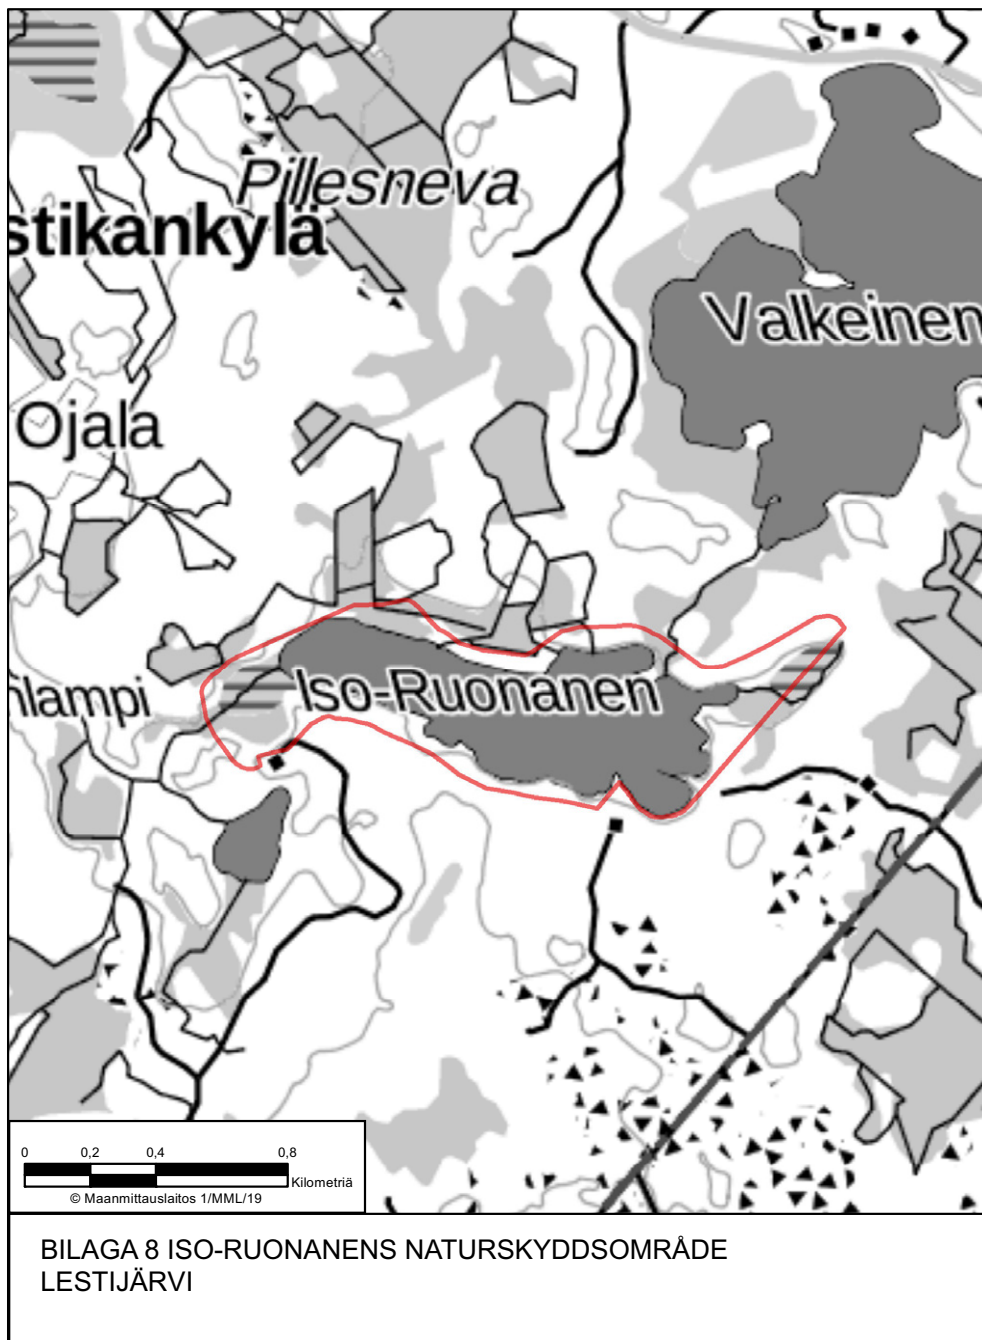 Pillesneva
stikankylä
Valkeinen
Ojala
Iso-Ruonanen
lampi
0 0,2 0,4 0,8
Kilometriä
© Maanmittauslaitos 1/MML/19
BILAGA 8 ISO-RUONANENS NATURSKYDDSOMRÅDE
LESTIJÄRVI